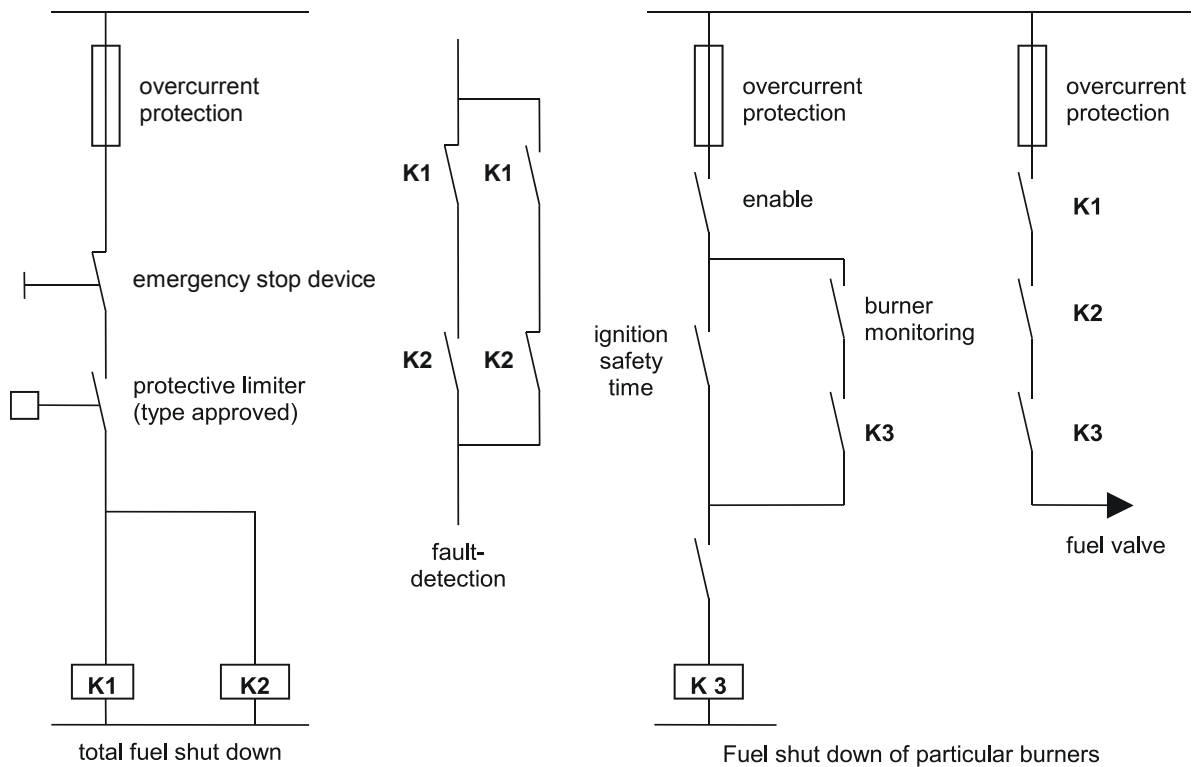 overcurrent
protection
emergency stop device
protective limiter
(type approved)
K1
K2
total fuel shut down
K1
K1
K2
K2
fault-
detection
overcurrent
protection
enable
ignition
safety
time
burner
monitoring
K3
K 3
overcurrent
protection
K1
K2
K3
fuel valve
Fuel shut down of particular burners